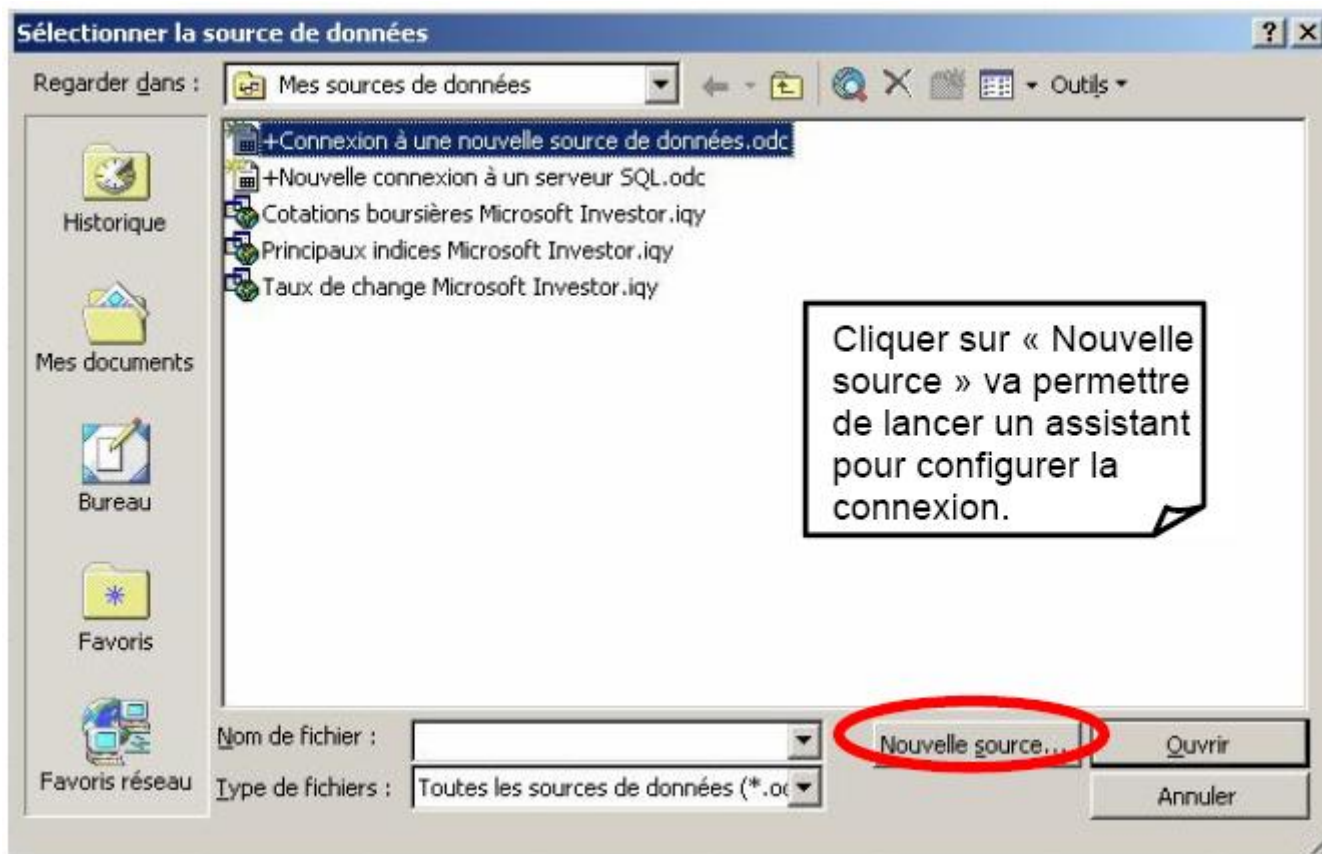 Sélectionner la source de données
Regarder dans :
Mes sources de données
Outils
+Connexion à une nouvelle source de données.odc
+Nouvelle connexion à un serveur SQL.odc
Cotations boursières Microsoft Investor.iqy
Principaux indices Microsoft Investor.iqy
Taux de change Microsoft Investor.iqy
Historique
Mes documents
Bureau
Favoris
Favoris réseau
Cliquer sur « Nouvelle
source » va permettre
de lancer un assistant
pour configurer la
connexion.
Nom de fichier :
Nouvelle source...
Ouvrir
Type de fichiers :
Toutes les sources de données (*.od
Annuler